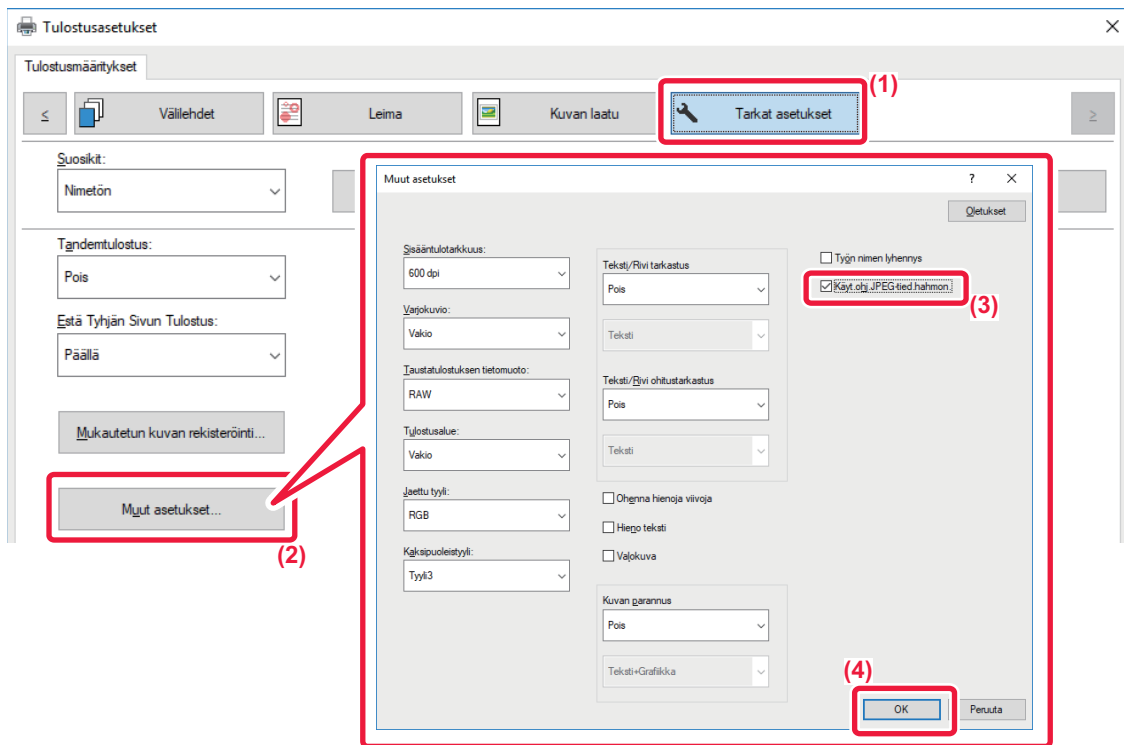 Tulostusasetukset
Tulostusmääritykset
(1)
<
Välilehdet
Leima
Kuvan laatu
Tarkat asetukset
>
Suosikit:
Nimetön
Tandemtulostus:
Pois
Estä Tyhjän Sivun Tulostus:
Päällä
Mukautetun kuvan rekisteröinti...
Muut asetukset...
(2)
Muut asetukset
?
Oletukset
Sisääntulotarkkuus:
600 dpi
Varjokuvio:
Vakio
Taustatulostuksen tietomuoto:
RAW
Tulostusalue:
Vakio
Jaettu tyyli:
RGB
Kaksipuoleistyyli:
Tyyli3
Teksti/Rivi tarkastus
Pois
Teksti
Teksti/Rivi ohitustarkastus
Pois
Teksti
Ohenna hienoja viivoja
Hieno teksti
Valokuva
Kuvan parannus
Pois
Teksti+Grafiikka
Työn nimen lyhennys
Käyt.ohj.JPEG-tied.hahmon.
(3)
(4)
OK
Peruuta